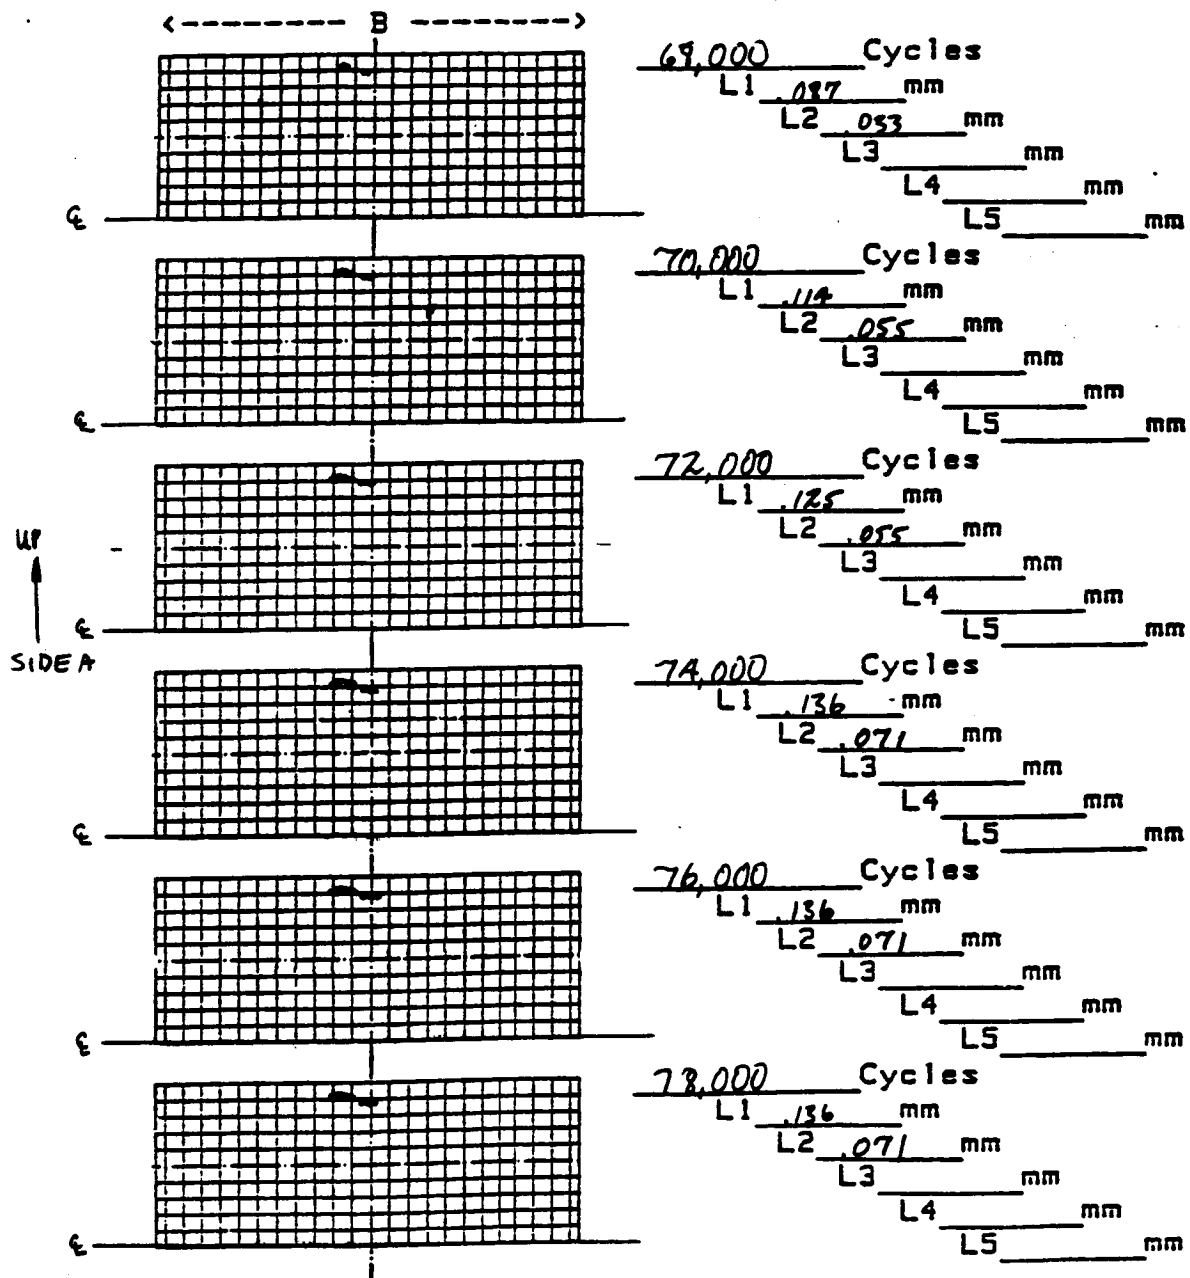 B
68,000 Cycles
L1 .087 mm
L2 mm
L3 mm
L4 mm
℄ L5 mm
70,000 Cycles
L1 .114 mm
L2 .055 mm
L3 mm
L4 mm
℄ L5 mm
72,000 Cycles
L1 .125 mm
L2 .055 mm
UP L3 mm
L4 mm
℄ L5 mm
SIDE A
74,000 Cycles
L1 .136 mm
L2 .071 mm
L3 mm
L4 mm
℄ L5 mm
76,000 Cycles
L1 .136 mm
L2 .071 mm
L3 mm
L4 mm
℄ L5 mm
78,000 Cycles
L1 .136 mm
L2 .071 mm
L3 mm
L4 mm
℄ L5 mm